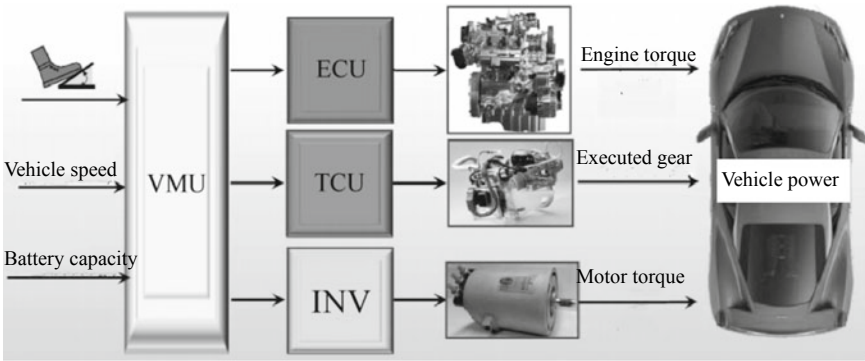 ECU
Engine torque
Vehicle speed
VMU
TCU
Executed gear
Vehicle power
Battery capacity
INV
Motor torque